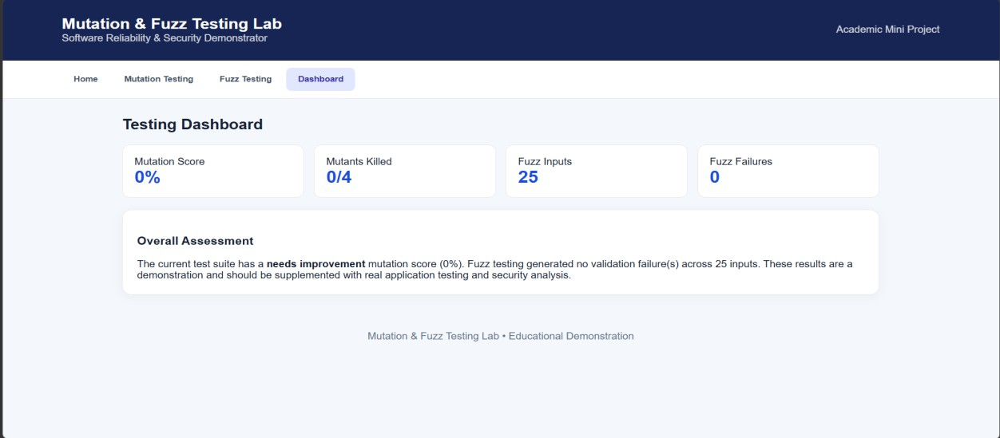 Mutation & Fuzz Testing Lab
Software Reliability & Security Demonstrator
Academic Mini Project
Home
Mutation Testing
Fuzz Testing
Dashboard
Testing Dashboard
Mutation Score
0%
Mutants Killed
0/4
Fuzz Inputs
25
Fuzz Failures
0
Overall Assessment
The current test suite has a needs improvement mutation score (0%). Fuzz testing generated no validation failure(s) across 25 inputs. These results are a
demonstration and should be supplemented with real application testing and security analysis.
Mutation & Fuzz Testing Lab • Educational Demonstration